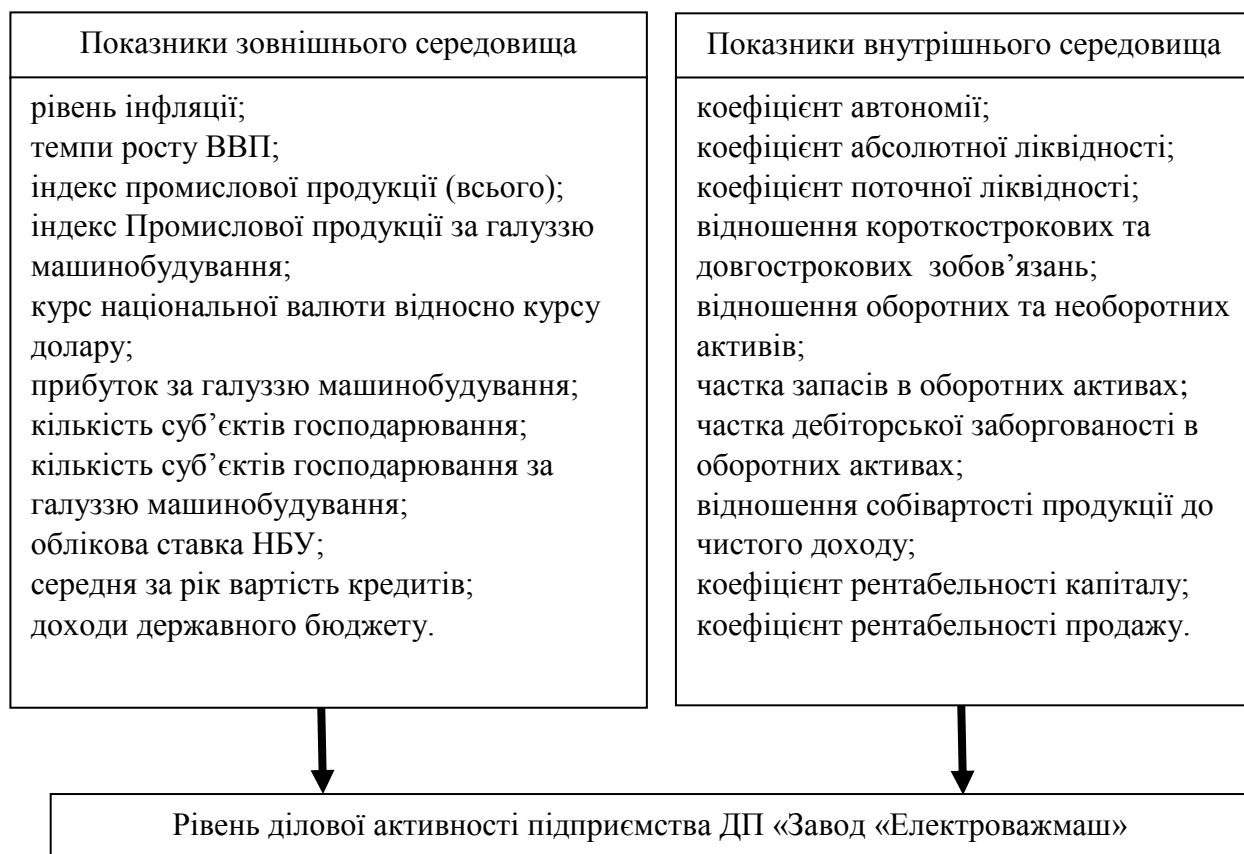 Показники зовнішнього середовища
рівень інфляції;
темпи росту ВВП;
індекс промислової продукції (всього);
індекс Промислової продукції за галуззю
машинобудування;
курс національної валюти відносно курсу
долару;
прибуток за галуззю машинобудування;
кількість суб’єктів господарювання;
кількість суб’єктів господарювання за
галуззю машинобудування;
облікова ставка НБУ;
середня за рік вартість кредитів;
доходи державного бюджету.
Показники внутрішнього середовища
коефіцієнт автономії;
коефіцієнт абсолютної ліквідності;
коефіцієнт поточної ліквідності;
відношення короткострокових та
довгострокових зобов’язань;
відношення оборотних та необоротних
активів;
частка запасів в оборотних активах;
частка дебіторської заборгованості в
оборотних активах;
відношення собівартості продукції до
чистого доходу;
коефіцієнт рентабельності капіталу;
коефіцієнт рентабельності продажу.
Рівень ділової активності підприємства ДП «Завод «Електроважмаш»